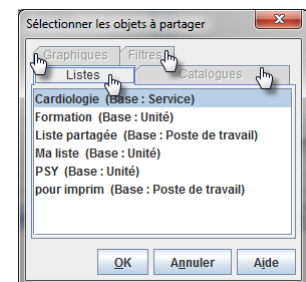 Sélectionner les objets à partager
Graphiques Filtres
Listes Catalogues
Cardiologie (Base : Service)
Formation (Base : Unité)
Liste partagée (Base : Poste de travail)
Ma liste (Base : Unité)
PSY (Base : Unité)
pour imprim (Base : Poste de travail)
OK Annuler Aide